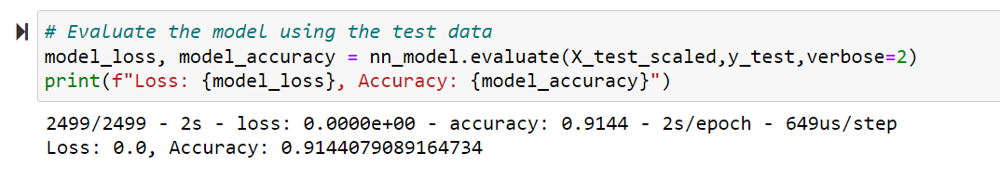 # Evaluate the model using the test data
model_loss, model_accuracy = nn_model.evaluate(X_test_scaled,y_test,verbose=2)
print(f"Loss: {model_loss}, Accuracy: {model_accuracy}")
2499/2499 - 2s - loss: 0.0000e+00 - accuracy: 0.9144 - 2s/epoch - 649us/step
Loss: 0.0, Accuracy: 0.9144079089164734